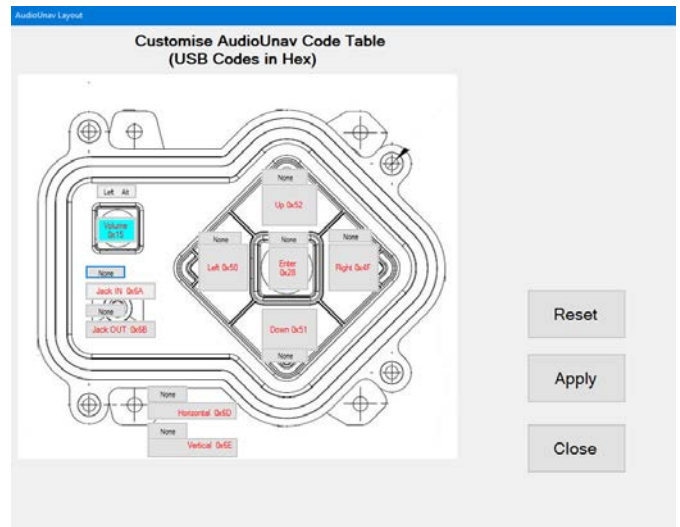 AudioUnav Layout
Customise AudioUnav Code Table
(USB Codes in Hex)
None
Left Alt
Up 0x52
Volume
0x15
None
None
None
Left 0x50
Enter
0x28
Right 0x4F
None
Jack IN 0x6A
None
Jack OUT 0x6B
Down 0x51
None
None
Horizontal 0x6D
None
Vertical 0x6E
Reset
Apply
Close